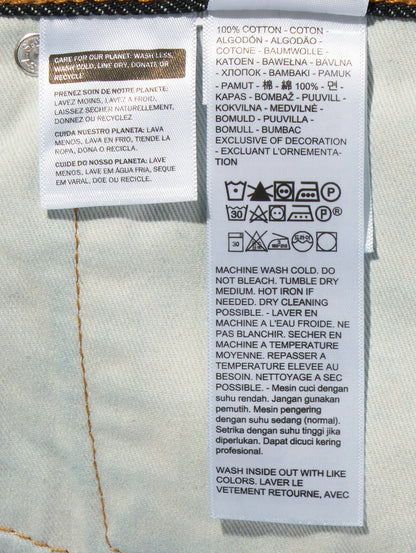 CARE FOR OUR PLANET: WASH LESS,
WASH COLD, LINE DRY, DONATE OR
RECYCLE
PRENEZ SOIN DE NOTRE PLANETE:
LAVEZ MOINS, LAVEZ A FROID,
LAISSEZ SECHER NATURELLEMENT,
DONNEZ OU RECYCLEZ
CUIDA NUESTRO PLANETA: LAVA
MENOS, LAVA EN FRIO, TIENDE LA
ROPA, DONA O RECICLA.
CUIDE DO NOSSO PLANETA: LAVE
MENOS, LAVE EM ÁGUA FRIA, SEQUE
EM VARAL, DOE OU RECICLE.
100% COTTON - COTON -
ALGODÓN - ALGODÃO -
COTONE - BAUMWOLLE -
KATOEN - BAWEŁNA - BAVLNA
- ХЛОПОК - BAMBAKI - PAMUK
- PAMUT - 棉 - 綿 100% - 면 -
KAPAS - BOMBAŽ - PUUVILL -
KOKVILNA - MEDVILNĖ -
BOMULD - PUUVILLA -
BOMULL - BUMBAC
EXCLUSIVE OF DECORATION
- EXCLUANT L'ORNEMENTA-
TION
P
30 P ®
30
MACHINE WASH COLD. DO
NOT BLEACH. TUMBLE DRY
MEDIUM. HOT IRON IF
NEEDED. DRY CLEANING
POSSIBLE. - LAVER EN
MACHINE A L'EAU FROIDE. NE
PAS BLANCHIR. SECHER EN
MACHINE A TEMPERATURE
MOYENNE. REPASSER A
TEMPERATURE ELEVEE AU
BESOIN. NETTOYAGE A SEC
POSSIBLE. - Mesin cuci dengan
suhu rendah. Jangan gunakan
pemutih. Mesin pengering
dengan suhu sedang (normal).
Setrika dengan suhu tinggi jika
diperlukan. Dapat dicuci kering
profesional.
WASH INSIDE OUT WITH LIKE
COLORS. LAVER LE
VETEMENT RETOURNE, AVEC